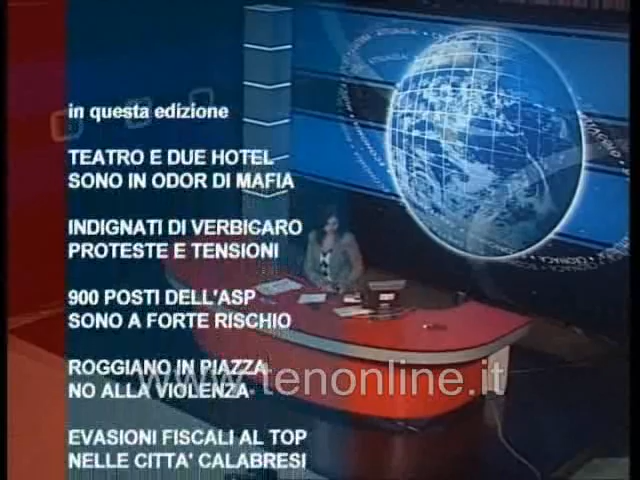 in questa edizione
TEATRO E DUE HOTEL
SONO IN ODOR DI MAFIA
INDIGNATI DI VERBICARO
PROTESTE E TENSIONI
900 POSTI DELL'ASP
SONO A FORTE RISCHIO
ROGGIANO IN PIAZZA
NO ALLA VIOLENZA
EVASIONI FISCALI AL TOP
NELLE CITTA' CALABRESI
www.tenonline.it
CRONACA